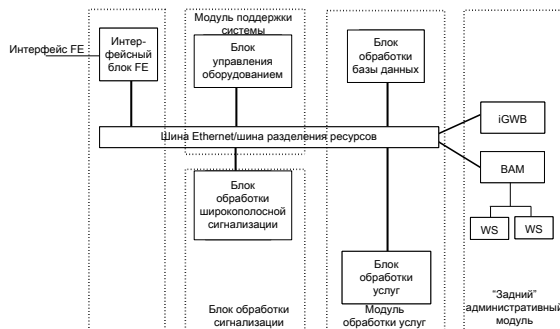 Модуль поддержки
системы
Интерфейс FE
Интер-
фейсный
блок FE
Блок
управления
оборудованием
Блок
обработки
базы данных
Шина Ethernet/шина разделения ресурсов
iGWB
BAM
WS
WS
Блок
обработки
широкополосной
сигнализации
Блок
обработки
услуг
Блок обработки
сигнализации
Модуль
обработки услуг
“Задний”
административный
модуль